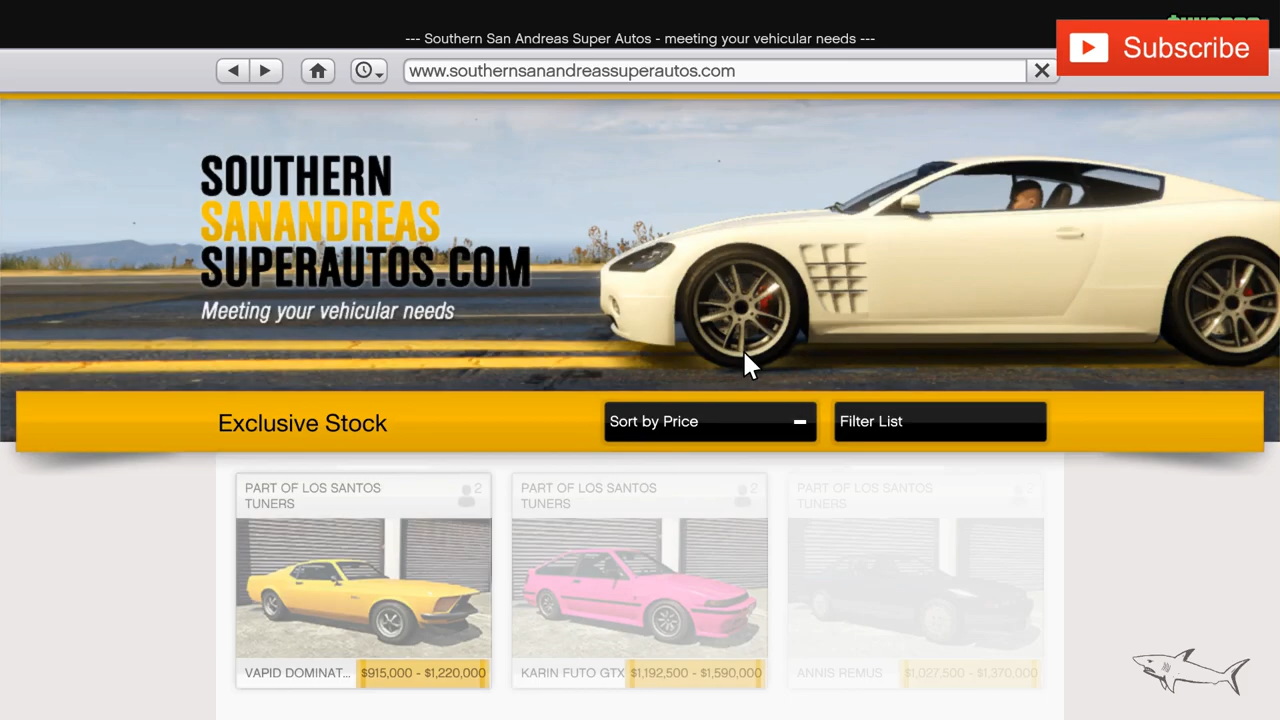 --- Southern San Andreas Super Autos - meeting your vehicular needs ---
Subscribe
www.southernsanandreassuperautos.com
SOUTHERN
SANANDREAS
SUPERAUTOS.COM
Meeting your vehicular needs
Exclusive Stock
Sort by Price
Filter List
PART OF LOS SANTOS
TUNERS
2
PART OF LOS SANTOS
TUNERS
2
PART OF LOS SANTOS
TUNERS
2
VAPID DOMINAT... $915,000 - $1,220,000
KARIN FUTO GTX $1,192,500 - $1,590,000
ANNIS REMUS $1,027,500 - $1,370,000